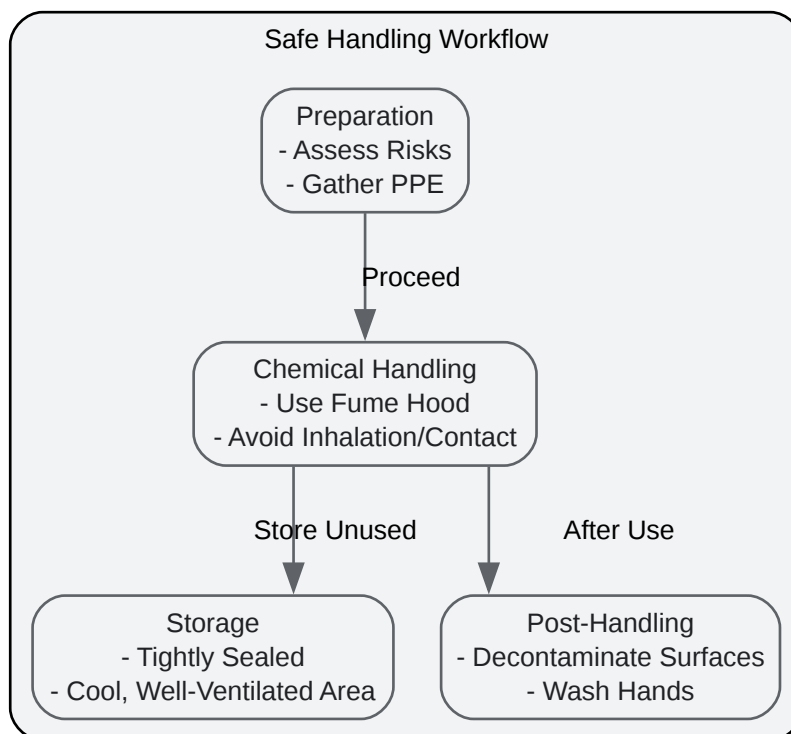 Safe Handling Workflow
Preparation
- Assess Risks
- Gather PPE
Proceed
Chemical Handling
- Use Fume Hood
- Avoid Inhalation/Contact
Store Unused
After Use
Storage
- Tightly Sealed
- Cool, Well-Ventilated Area
Post-Handling
- Decontaminate Surfaces
- Wash Hands